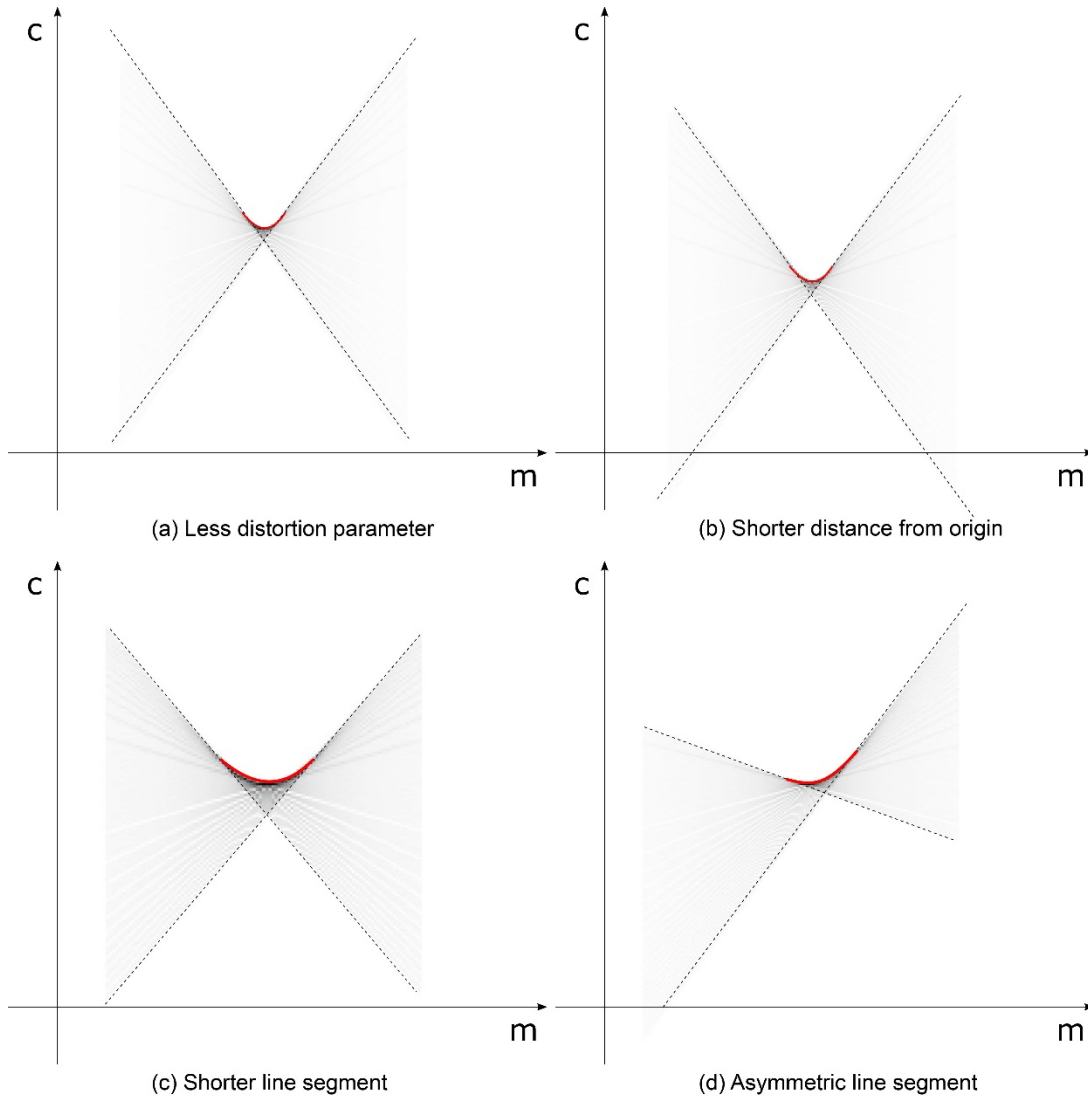 c
m
(a) Less distortion parameter
c
m
(b) Shorter distance from origin
c
m
(c) Shorter line segment
c
m
(d) Asymmetric line segment